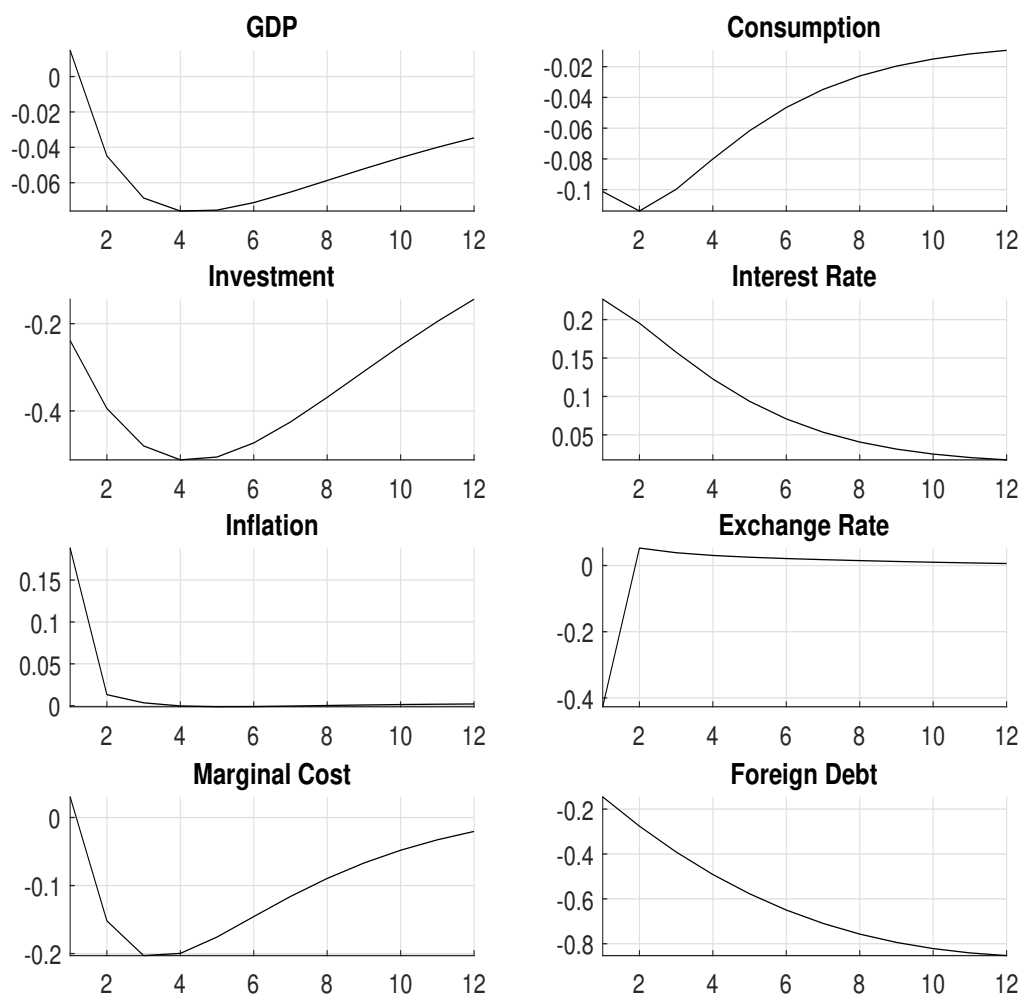 GDP
0
-0.02
-0.04
-0.06
2 4 6 8 10 12
Consumption
-0.02
-0.04
-0.06
-0.08
-0.1
2 4 6 8 10 12
Investment
-0.2
-0.4
2 4 6 8 10 12
Interest Rate
0.2
0.15
0.1
0.05
2 4 6 8 10 12
Inflation
0.15
0.1
0.05
0
2 4 6 8 10 12
Exchange Rate
0
-0.2
-0.4
2 4 6 8 10 12
Marginal Cost
0
-0.1
-0.2
2 4 6 8 10 12
Foreign Debt
-0.2
-0.4
-0.6
-0.8
2 4 6 8 10 12